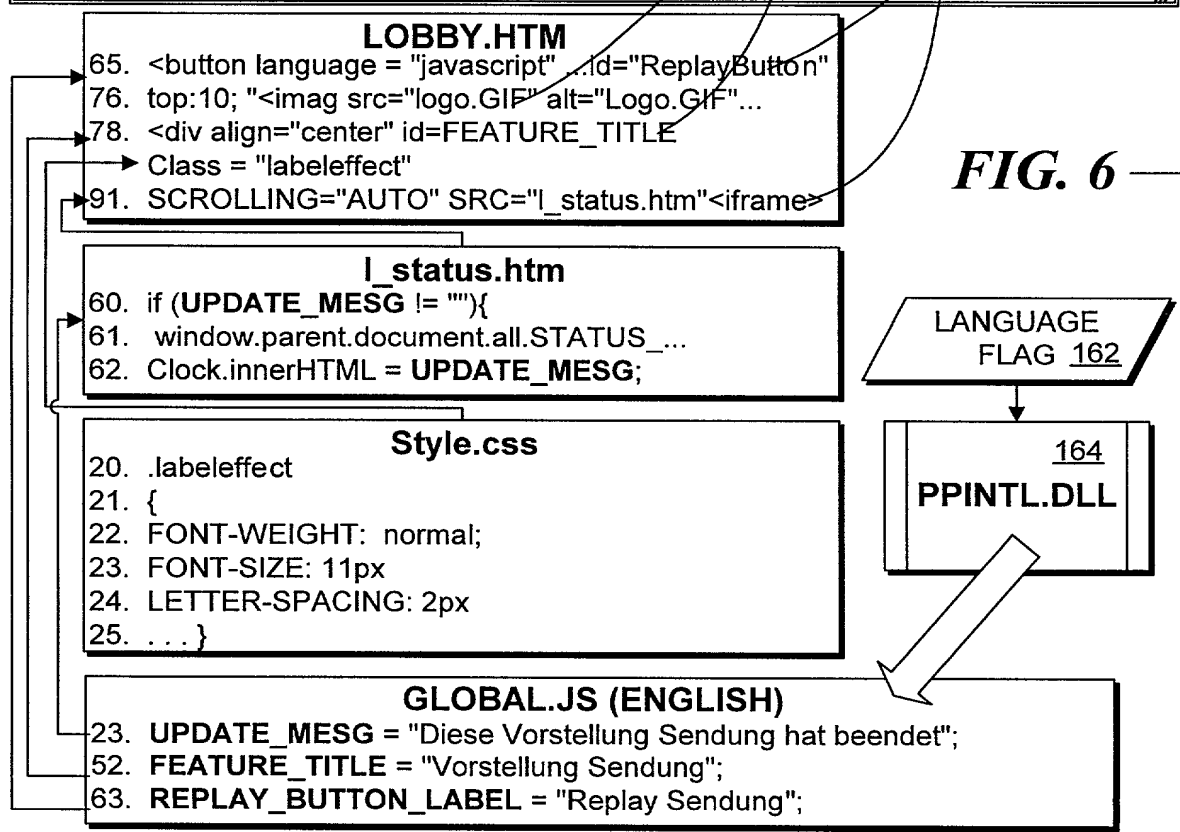 LOBBY.HTM
65. <button language = "javascript" ...id="ReplayButton"
76. top:10; "<imag src="logo.GIF" alt="Logo.GIF"...
78. <div align="center" id=FEATURE_TITLE
Class = "labeleffect"
91. SCROLLING="AUTO" SRC="l_status.htm"<iframe>
FIG. 6
l_status.htm
60. if (UPDATE_MESG != ""){
61. window.parent.document.all.STATUS_...
62. Clock.innerHTML = UPDATE_MESG;
LANGUAGE
FLAG 162
Style.css
20. .labeleffect
21. {
22. FONT-WEIGHT: normal;
23. FONT-SIZE: 11px
24. LETTER-SPACING: 2px
25. . . . }
164
PPINTL.DLL
GLOBAL.JS (ENGLISH)
23. UPDATE_MESG = "Diese Vorstellung Sendung hat beendet";
52. FEATURE_TITLE = "Vorstellung Sendung";
63. REPLAY_BUTTON_LABEL = "Replay Sendung";